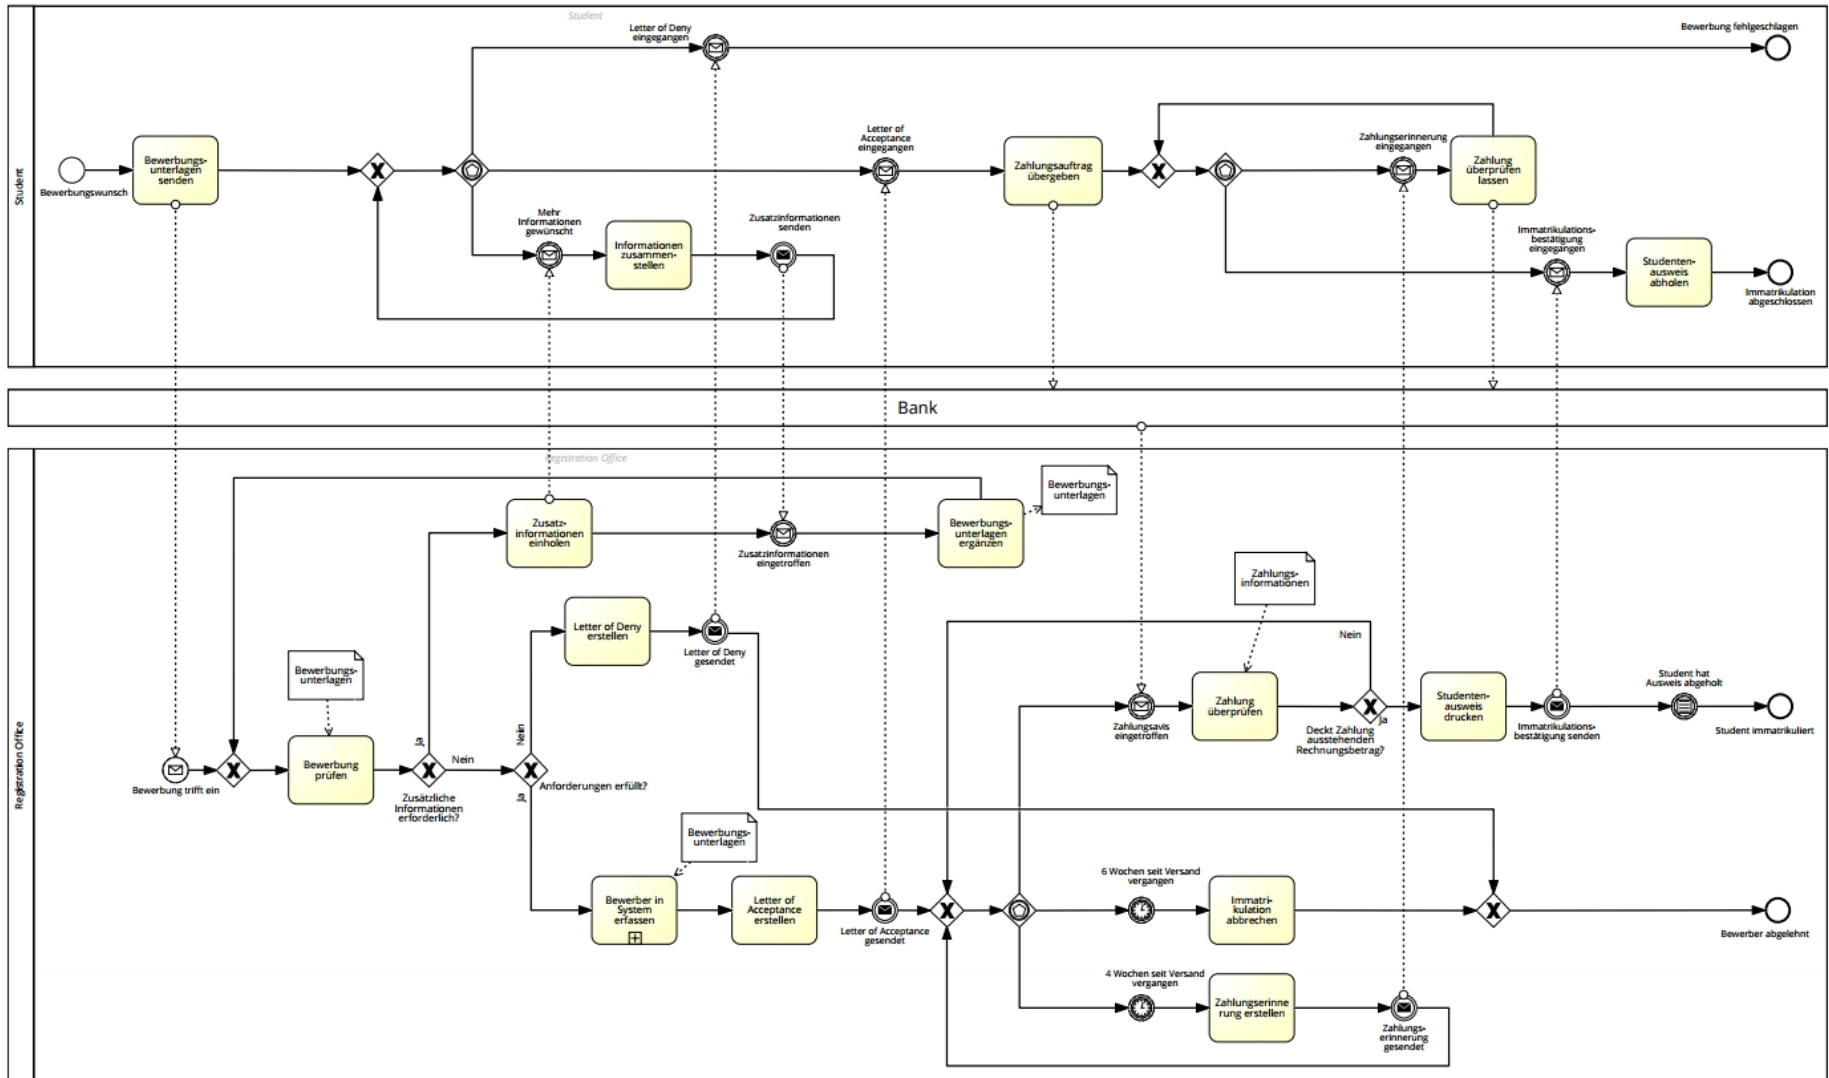 Student
Student
Letter of Deny
eingegangen
Bewerbung fehlgeschlagen
Bewerbungswunsch
Bewerbungs-
unterlagen
senden
Letter of
Acceptance
eingegangen
Zahlungsauftrag
übergeben
Zahlungserinnerung
eingegangen
Zahlung
überprüfen
lassen
Mehr
Informationen
gewünscht
Informationen
zusammen-
stellen
Zusatzinformationen
senden
Immatrikulations-
bestätigung
eingegangen
Studenten-
ausweis
abholen
Immatrikulation
abgeschlossen
Bank
Registration Office
Registration Office
Zusatz-
informationen
einholen
Zusatzinformationen
eingetroffen
Bewerbungs-
unterlagen
ergänzen
Bewerbungs-
unterlagen
Letter of Deny
erstellen
Letter of Deny
gesendet
Zahlungs-
informationen
Nein
Bewerbungs-
unterlagen
Bewerbung trifft ein
Bewerbung
prüfen
Ja
Zusätzliche
Informationen
erforderlich?
Nein
Nein
Anforderungen erfüllt?
Ja
Zahlungsavis
eingetroffen
Zahlung
überprüfen
Deckt Zahlung
ausstehenden
Rechnungsbetrag?
Ja
Studenten-
ausweis
drucken
Immatrikulations-
bestätigung senden
Student hat
Ausweis abgeholt
Student immatrikuliert
Bewerbungs-
unterlagen
Bewerber in
System
erfassen
Letter of
Acceptance
erstellen
Letter of Acceptance
gesendet
6 Wochen seit Versand
vergangen
Immatri-
kulation
abbrechen
Bewerber abgelehnt
4 Wochen seit Versand
vergangen
Zahlungserinne
rung erstellen
Zahlungs-
erinnerung
gesendet